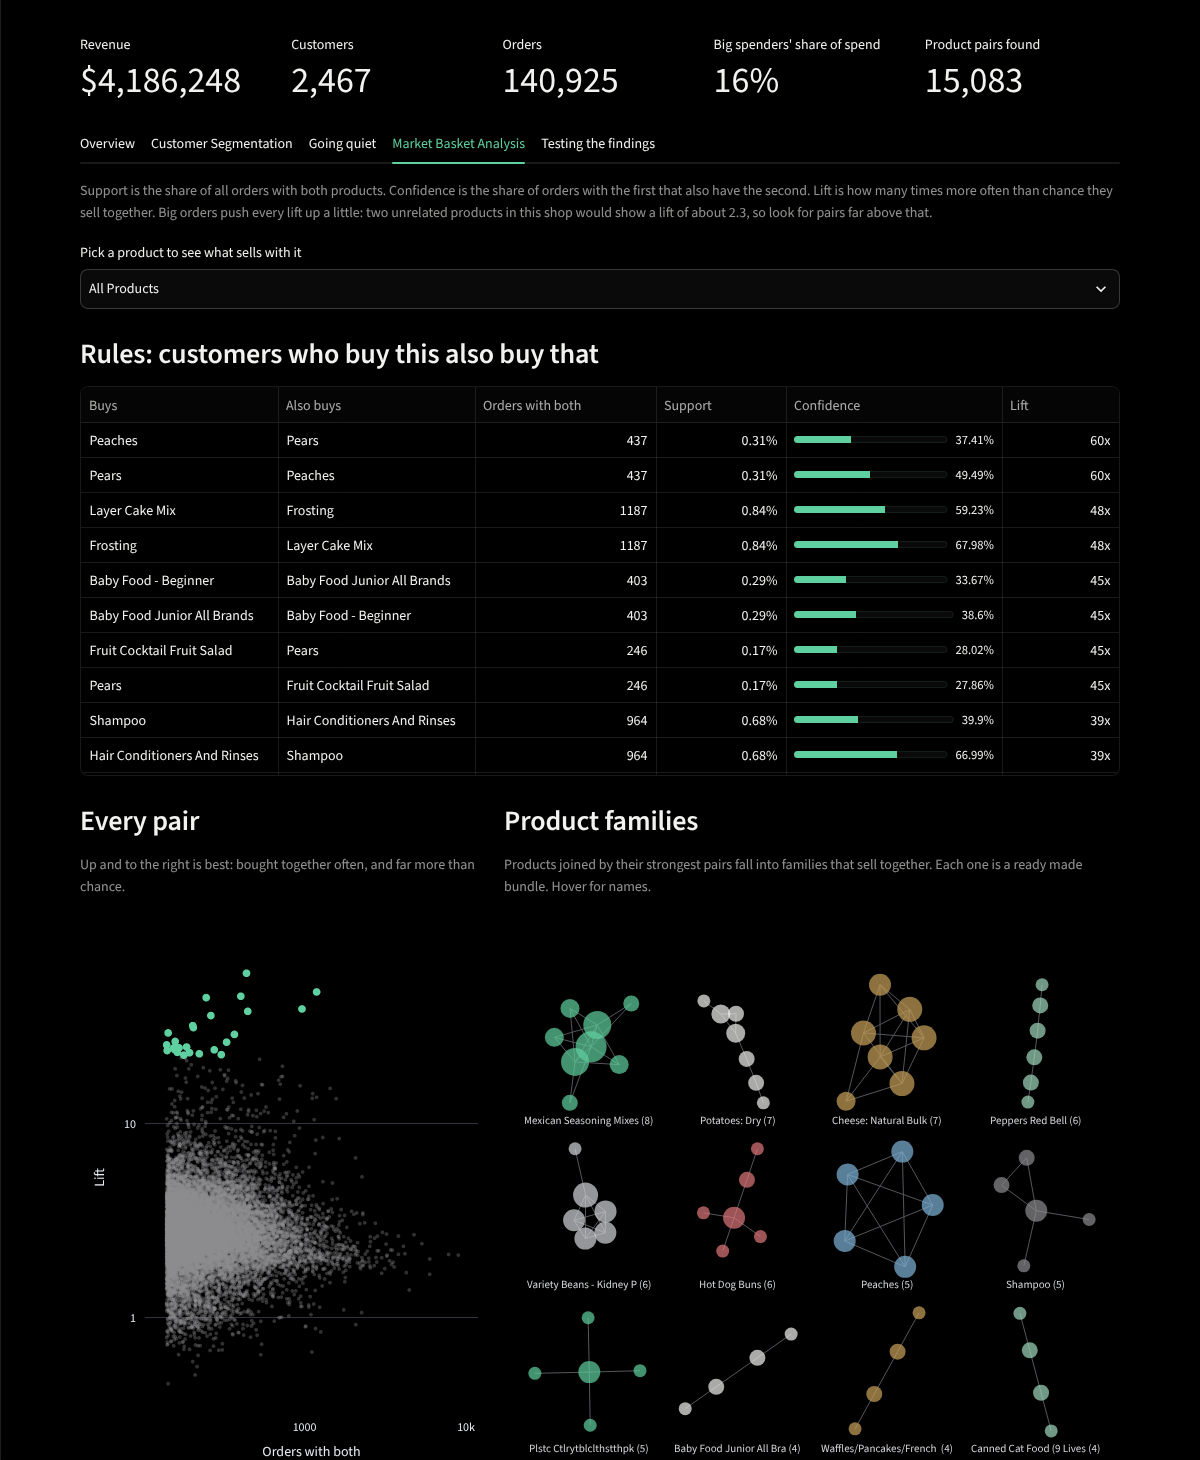 Revenue
$4,186,248
Customers
2,467
Orders
140,925
Big spenders' share of spend
16%
Product pairs found
15,083
Overview Customer Segmentation Going quiet Market Basket Analysis Testing the findings
Support is the share of all orders with both products. Confidence is the share of orders with the first that also have the second. Lift is how many times more often than chance they
sell together. Big orders push every lift up a little: two unrelated products in this shop would show a lift of about 2.3, so look for pairs far above that.
Pick a product to see what sells with it
All Products
Rules: customers who buy this also buy that
Buys Also buys Orders with both Support Confidence Lift
Peaches Pears 437 0.31% 37.41% 60x
Pears Peaches 437 0.31% 49.49% 60x
Layer Cake Mix Frosting 1187 0.84% 59.23% 48x
Frosting Layer Cake Mix 1187 0.84% 67.98% 48x
Baby Food - Beginner Baby Food Junior All Brands 403 0.29% 33.67% 45x
Baby Food Junior All Brands Baby Food - Beginner 403 0.29% 38.6% 45x
Fruit Cocktail Fruit Salad Pears 246 0.17% 28.02% 45x
Pears Fruit Cocktail Fruit Salad 246 0.17% 27.86% 45x
Shampoo Hair Conditioners And Rinses 964 0.68% 39.9% 39x
Hair Conditioners And Rinses Shampoo 964 0.68% 66.99% 39x
Every pair
Up and to the right is best: bought together often, and far more than
chance.
10
Lift
1
1000 10k
Orders with both
Product families
Products joined by their strongest pairs fall into families that sell together. Each one is a ready made
bundle. Hover for names.
Mexican Seasoning Mixes (8) Potatoes: Dry (7) Cheese: Natural Bulk (7) Peppers Red Bell (6)
Variety Beans - Kidney P (6) Hot Dog Buns (6) Peaches (5) Shampoo (5)
Plstc Ctlrytblclthstthpk (5) Baby Food Junior All Bra (4) Waffles/Pancakes/French (4) Canned Cat Food (9 Lives (4)